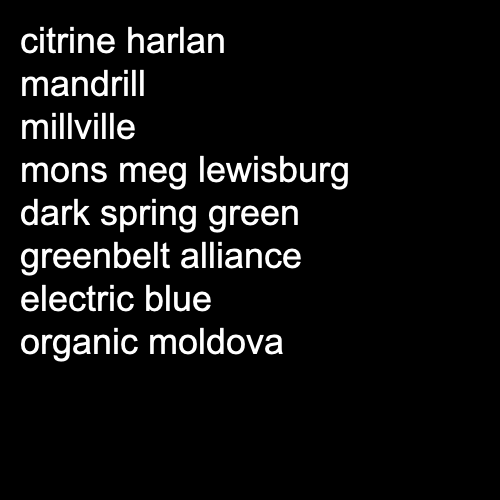 citrine harlan
mandrill
millville
mons meg lewisburg
dark spring green
greenbelt alliance
electric blue
organic moldova